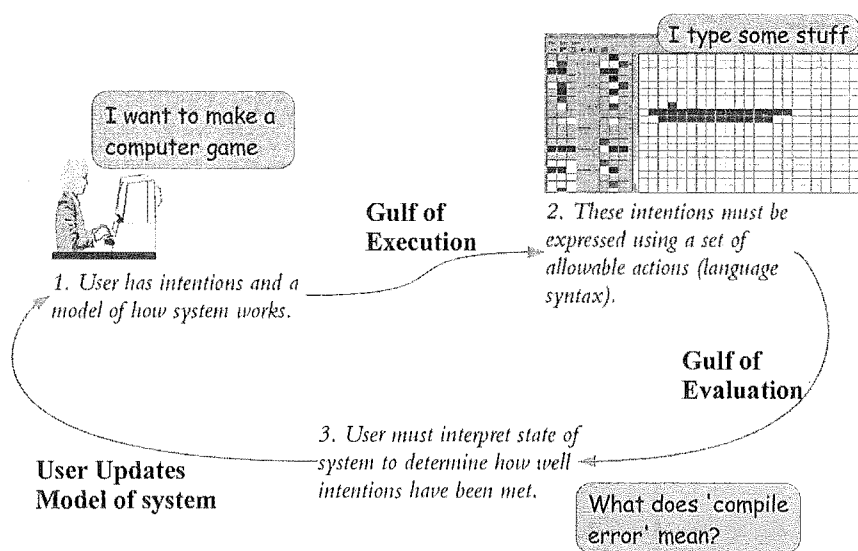 I type some stuff
I want to make a
computer game
Gulf of
Execution
2. These intentions must be
expressed using a set of
allowable actions (language
syntax).
1. User has intentions and a
model of how system works.
Gulf of
Evaluation
3. User must interpret state of
system to determine how well
intentions have been met.
User Updates
Model of system
What does 'compile
error' mean?